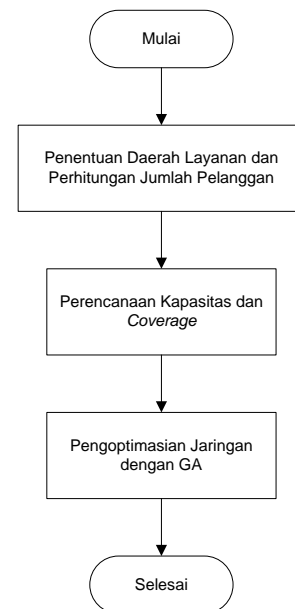 Mulai
Penentuan Daerah Layanan dan
Perhitungan Jumlah Pelanggan
Perencanaan Kapasitas dan
Coverage
Pengoptimasian Jaringan
dengan GA
Selesai